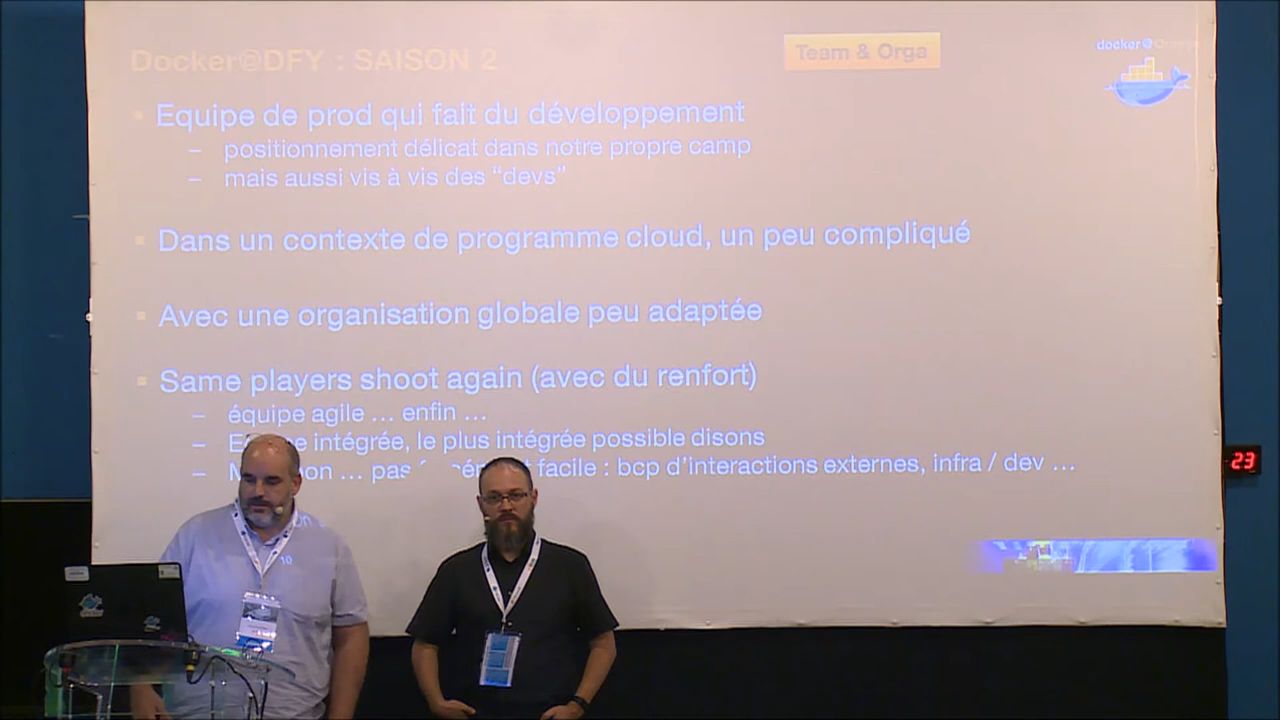 Docker@DFY : SAISON 2
Team & Orga
docker@Orange
Equipe de prod qui fait du développement
– positionnement délicat dans notre propre camp
– mais aussi vis à vis des “devs”
Dans un contexte de programme cloud, un peu compliqué
Avec une organisation globale peu adaptée
Same players shoot again (avec du renfort)
– équipe agile … enfin …
– intégrée, le plus intégrée possible disons
– … facile : bcp d’interactions externes, infra / dev …
10
23